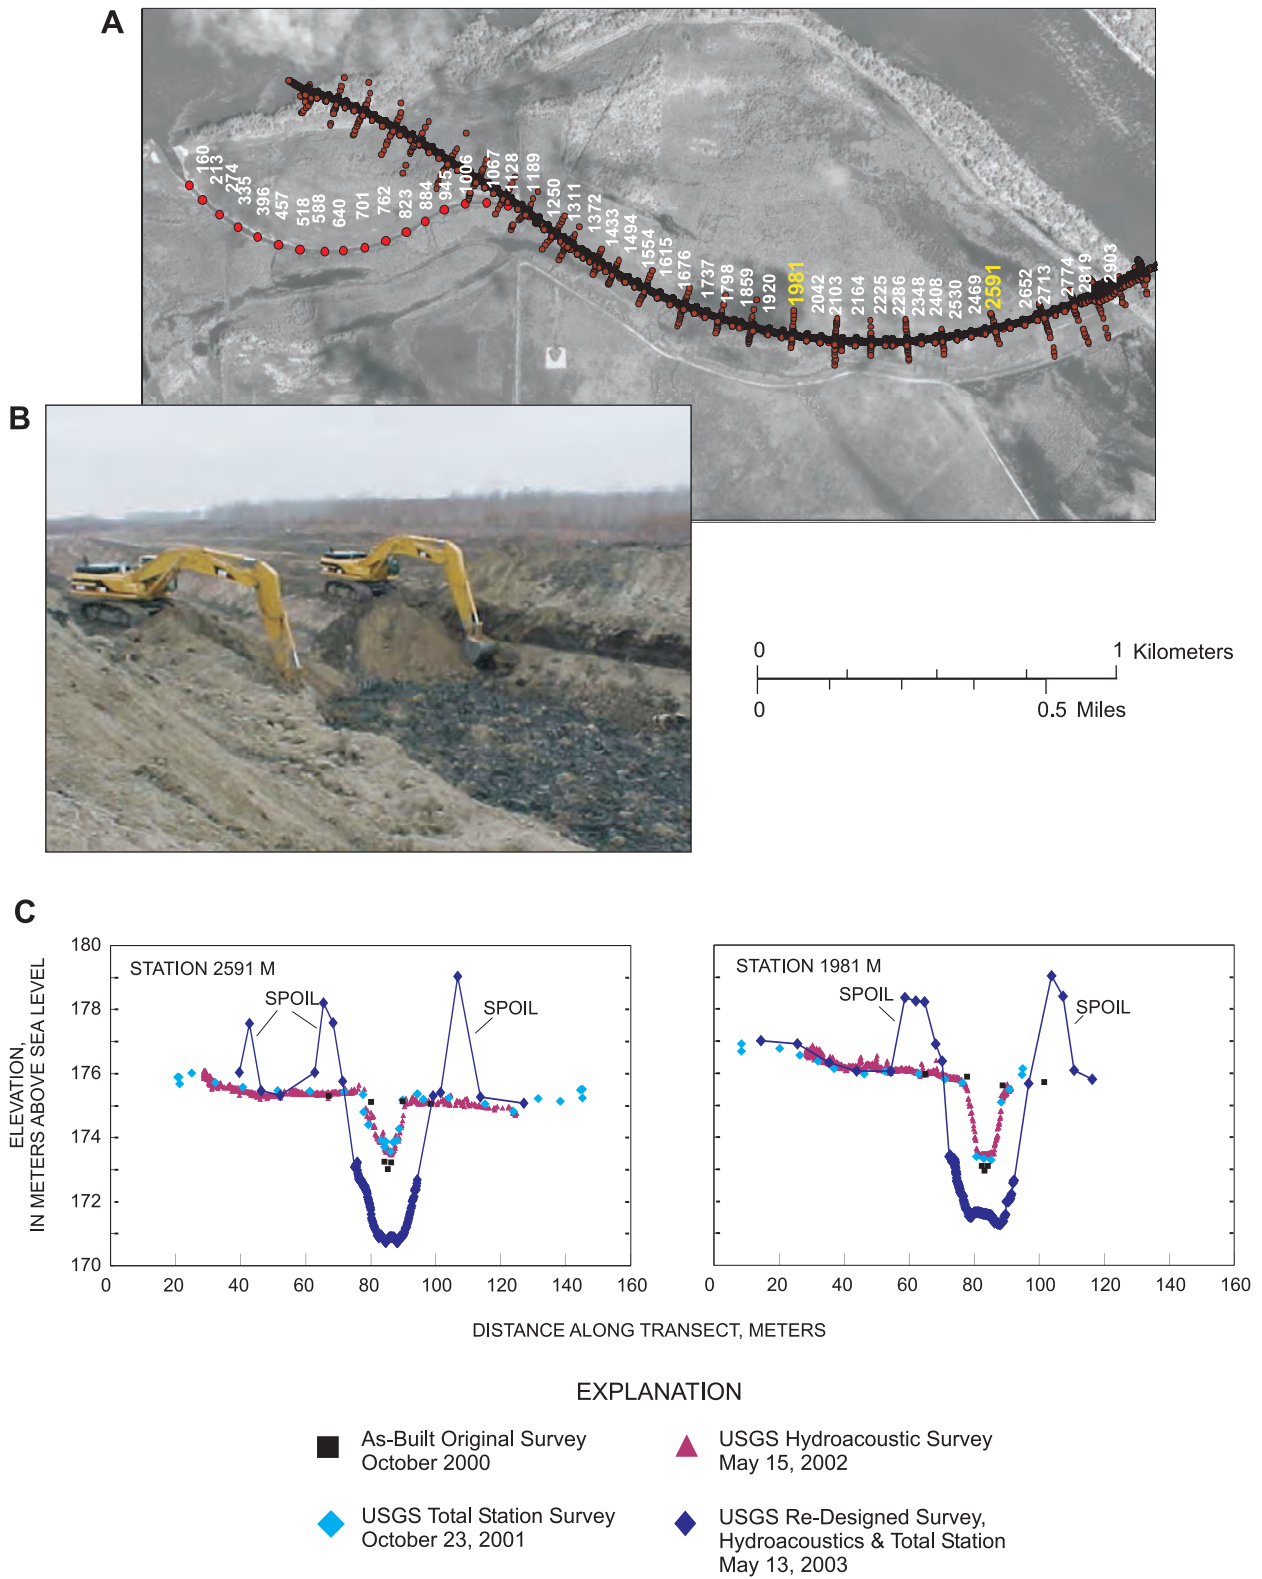 A
160
213
274
335
396
457
518
588
640
701
762
823
884
945
1006
1067
1128
1189
1250
1311
1372
1433
1494
1554
1615
1676
1737
1798
1859
1920
1981
2042
2103
2164
2225
2286
2348
2408
2530
2469
2591
2652
2713
2774
2819
2903
B
0 1 Kilometers
0 0.5 Miles
C
ELEVATION,
IN METERS ABOVE SEA LEVEL
180
178
176
174
172
170
STATION 2591 M
SPOIL
SPOIL
0 20 40 60 80 100 120 140 160
STATION 1981 M
SPOIL
SPOIL
0 20 40 60 80 100 120 140 160
DISTANCE ALONG TRANSECT, METERS
EXPLANATION
As-Built Original Survey
October 2000
USGS Hydroacoustic Survey
May 15, 2002
USGS Total Station Survey
October 23, 2001
USGS Re-Designed Survey,
Hydroacoustics & Total Station
May 13, 2003